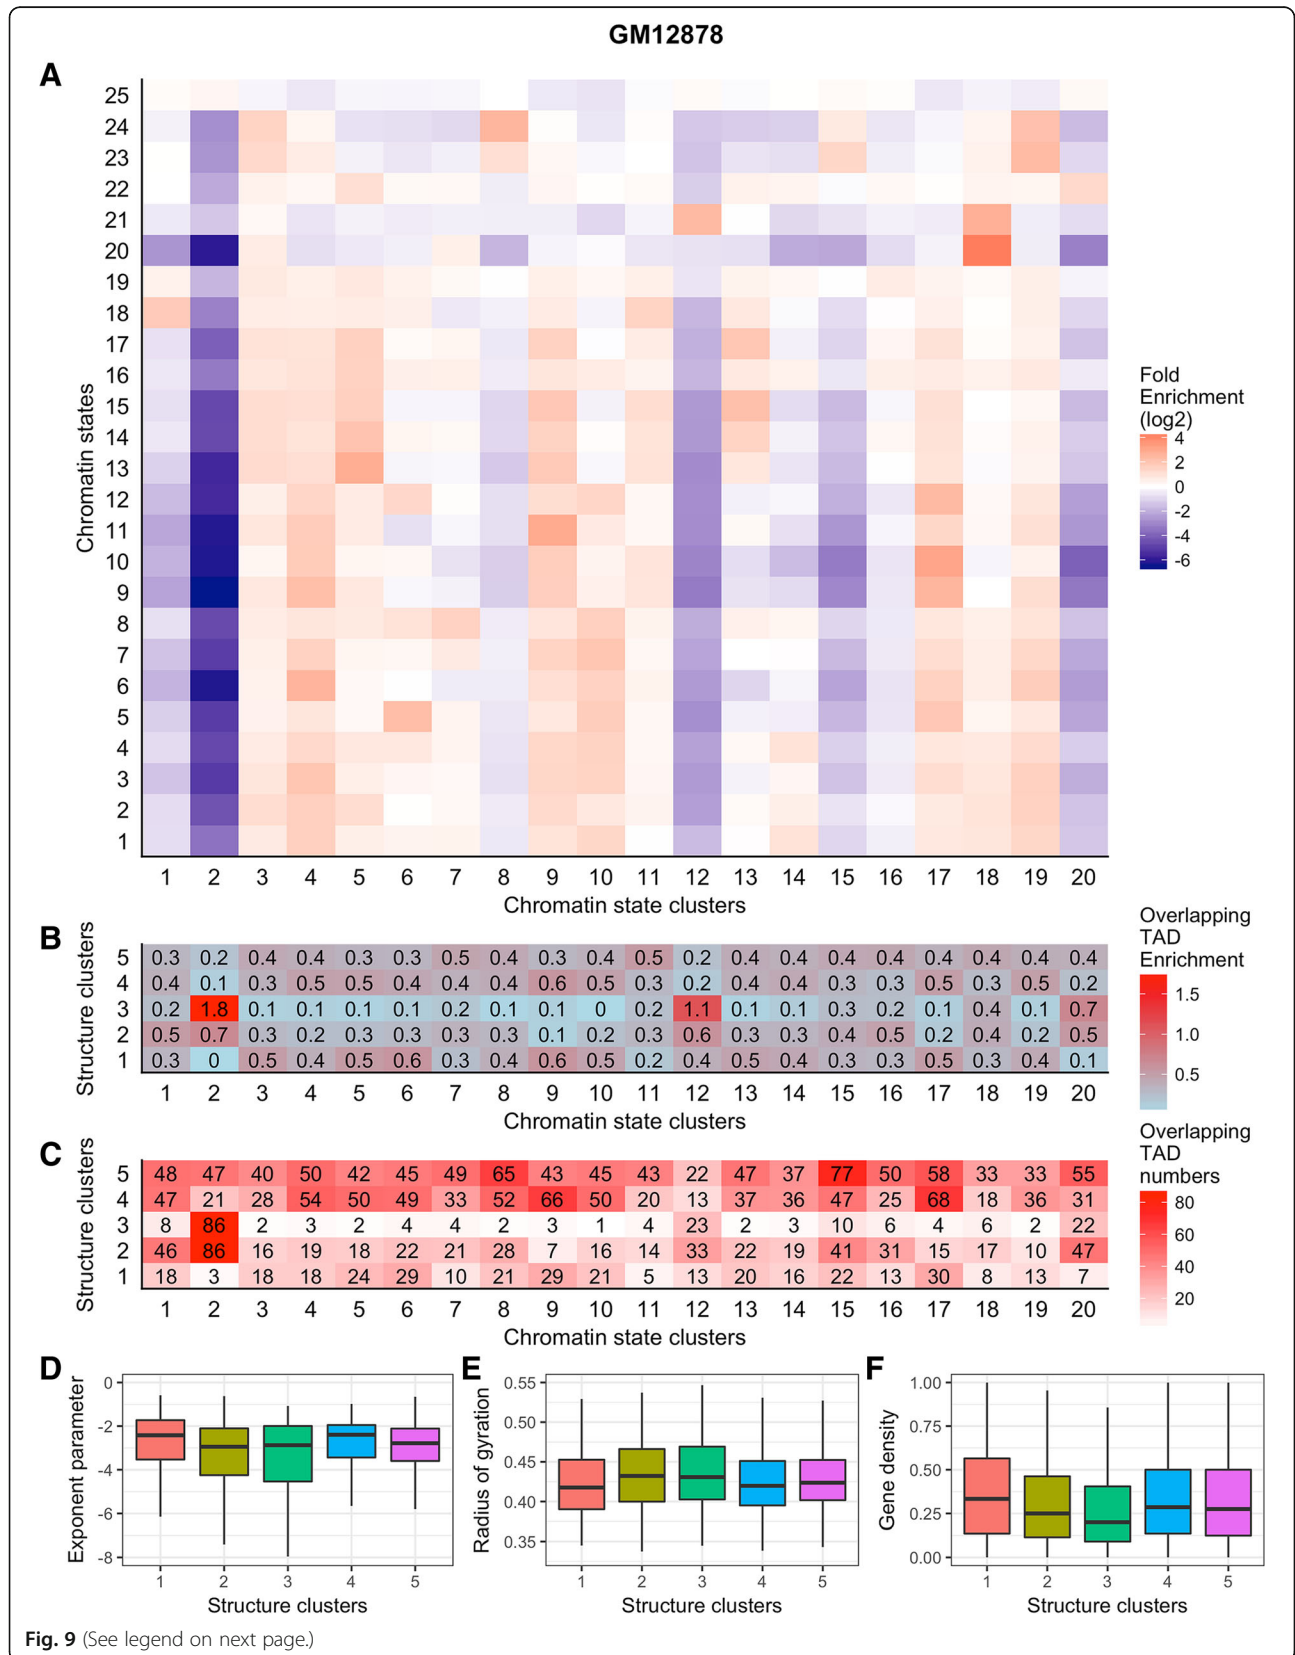 GM12878
A
25
24
23
22
21
20
19
18
17
16
15
14
13
12
11
10
9
8
7
6
5
4
3
2
1
Chromatin states
1 2 3 4 5 6 7 8 9 10 11 12 13 14 15 16 17 18 19 20
Chromatin state clusters
Fold
Enrichment
(log2)
4
2
0
-2
-4
-6
B
Structure clusters
5 0.3 0.2 0.4 0.4 0.3 0.3 0.5 0.4 0.3 0.4 0.5 0.2 0.4 0.4 0.4 0.4 0.4 0.4 0.4 0.4
4 0.4 0.1 0.3 0.5 0.5 0.4 0.4 0.4 0.6 0.5 0.3 0.2 0.4 0.4 0.3 0.3 0.5 0.3 0.5 0.2
3 0.2 1.8 0.1 0.1 0.1 0.1 0.2 0.1 0.1 0 0.2 1.1 0.1 0.1 0.3 0.2 0.1 0.4 0.1 0.7
2 0.5 0.7 0.3 0.2 0.3 0.3 0.3 0.3 0.1 0.2 0.3 0.6 0.3 0.3 0.4 0.5 0.2 0.4 0.2 0.5
1 0.3 0 0.5 0.4 0.5 0.6 0.3 0.4 0.6 0.5 0.2 0.4 0.5 0.4 0.3 0.3 0.5 0.3 0.4 0.1
1 2 3 4 5 6 7 8 9 10 11 12 13 14 15 16 17 18 19 20
Chromatin state clusters
Overlapping
TAD
Enrichment
1.5
1.0
0.5
C
Structure clusters
5 48 47 40 50 42 45 49 65 43 45 43 22 47 37 77 50 58 33 33 55
4 47 21 28 54 50 49 33 52 66 50 20 13 37 36 47 25 68 18 36 31
3 8 86 2 3 2 4 4 2 3 1 4 23 2 3 10 6 4 6 2 22
2 46 86 16 19 18 22 21 28 7 16 14 33 22 19 41 31 15 17 10 47
1 18 3 18 18 24 29 10 21 29 21 5 13 20 16 22 13 30 8 13 7
1 2 3 4 5 6 7 8 9 10 11 12 13 14 15 16 17 18 19 20
Chromatin state clusters
Overlapping
TAD
numbers
80
60
40
20
D
Exponent parameter
0
-2
-4
-6
-8
1 2 3 4 5
Structure clusters
E
Radius of gyration
0.55
0.50
0.45
0.40
0.35
1 2 3 4 5
Structure clusters
F
Gene density
1.00
0.75
0.50
0.25
0.00
1 2 3 4 5
Structure clusters
Fig. 9 (See legend on next page.)